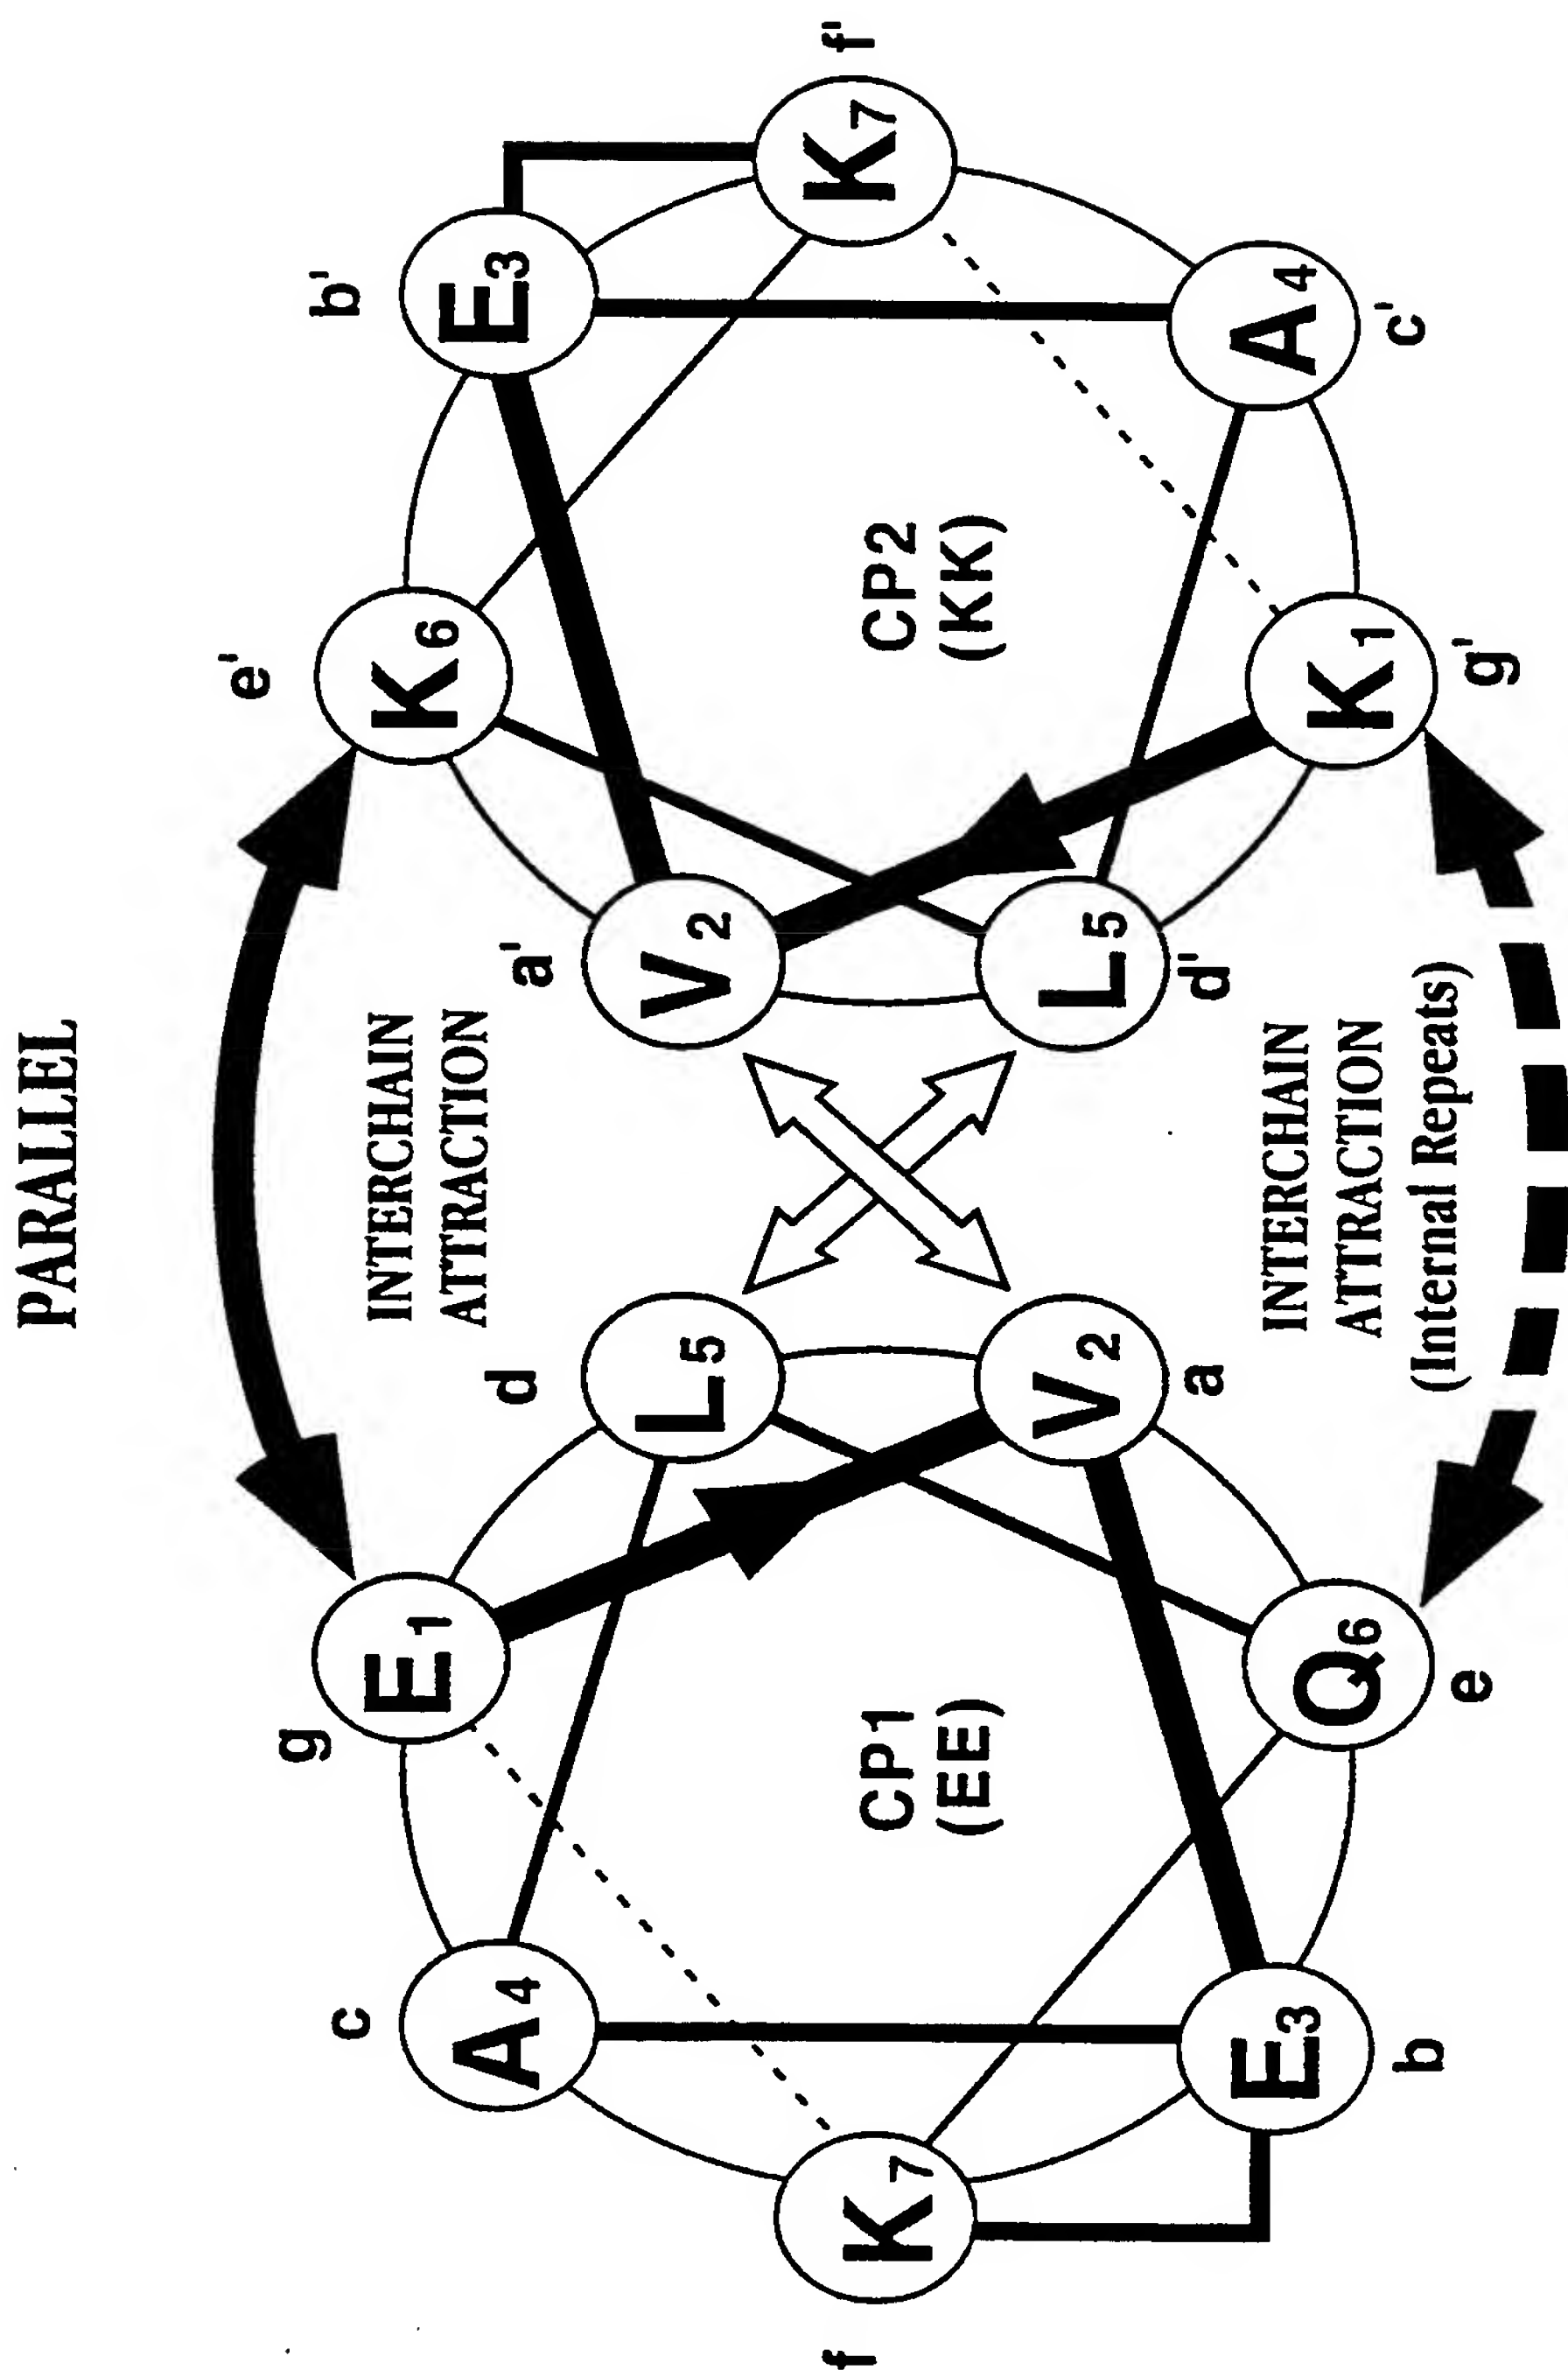 PARALLEL
INTERCHAIN
ATTRACTION
g
E1
d
L5
c
A4
f
K7
CP1
(EE)
V2
a
E3
b
Q6
e
e'
K6
b'
E3
a'
V2
f'
K7
CP2
(KK)
L5
d'
A4
c'
K1
g'
INTERCHAIN
ATTRACTION
(Internal Repeats)